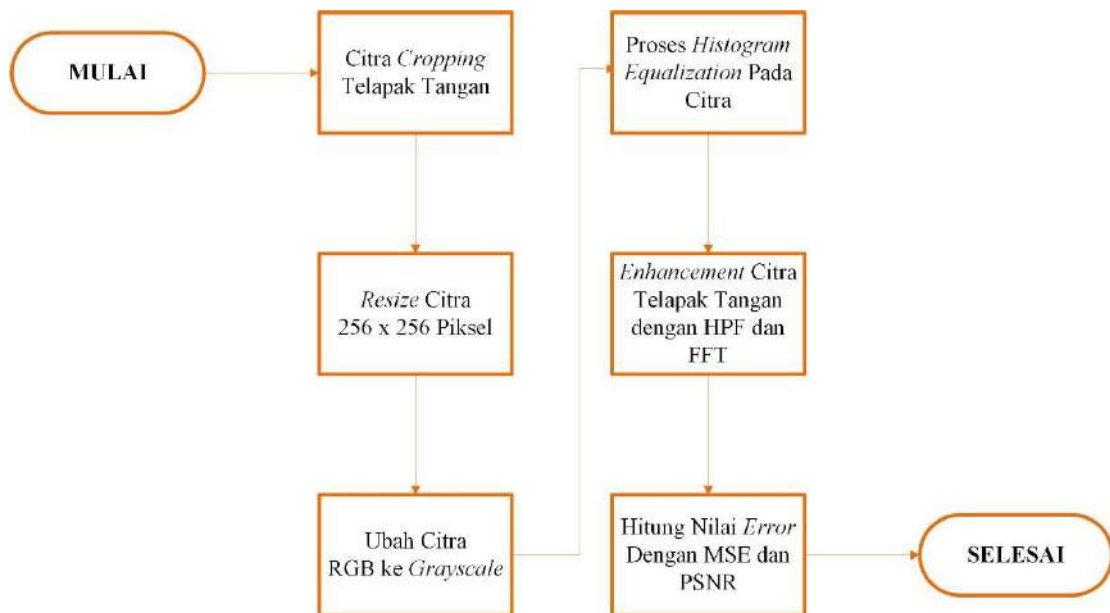 MULAI
Citra Cropping
Telapak Tangan
Resize Citra
256 x 256 Piksel
Ubah Citra
RGB ke Grayscale
Proses Histogram
Equalization Pada
Citra
Enhancement Citra
Telapak Tangan
dengan HPF dan
FFT
Hitung Nilai Error
Dengan MSE dan
PSNR
SELESAI